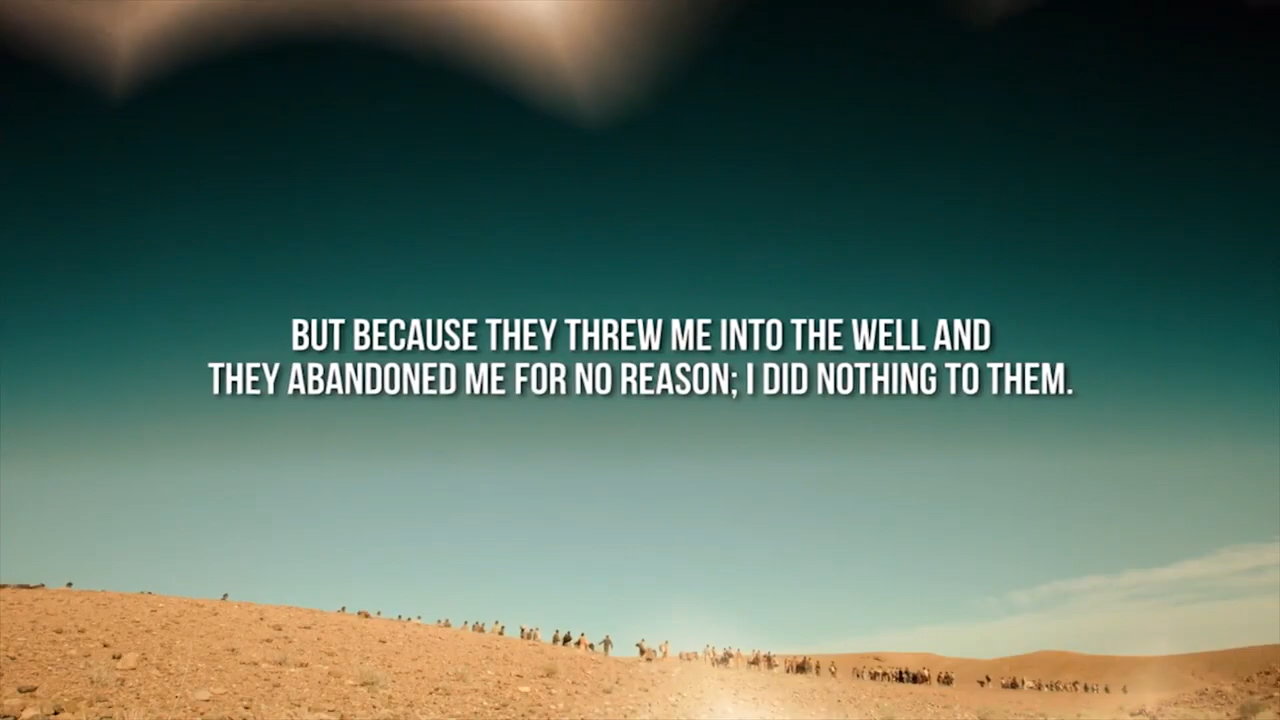 BUT BECAUSE THEY THREW ME INTO THE WELL AND
THEY ABANDONED ME FOR NO REASON; I DID NOTHING TO THEM.